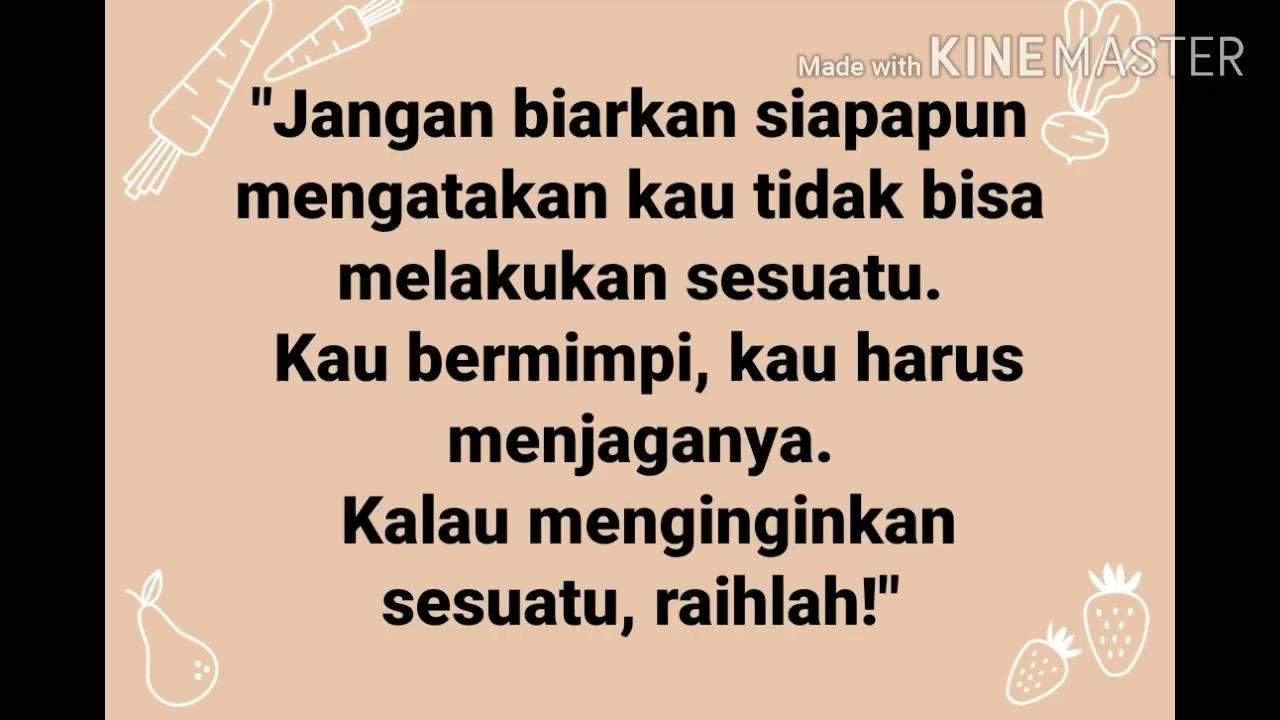 Made with KINEMASTER
"Jangan biarkan siapapun
mengatakan kau tidak bisa
melakukan sesuatu.
Kau bermimpi, kau harus
menjaganya.
Kalau menginginkan
sesuatu, raihlah!"